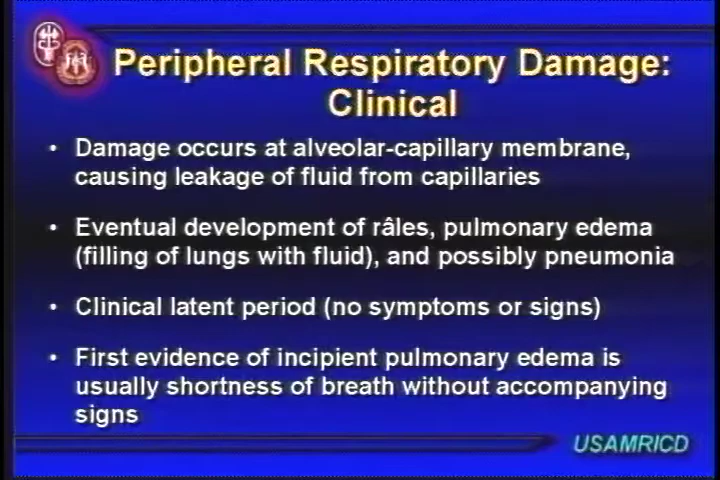 Peripheral Respiratory Damage:
Clinical
• Damage occurs at alveolar-capillary membrane,
causing leakage of fluid from capillaries
• Eventual development of râles, pulmonary edema
(filling of lungs with fluid), and possibly pneumonia
• Clinical latent period (no symptoms or signs)
• First evidence of incipient pulmonary edema is
usually shortness of breath without accompanying
signs
USAMRICD